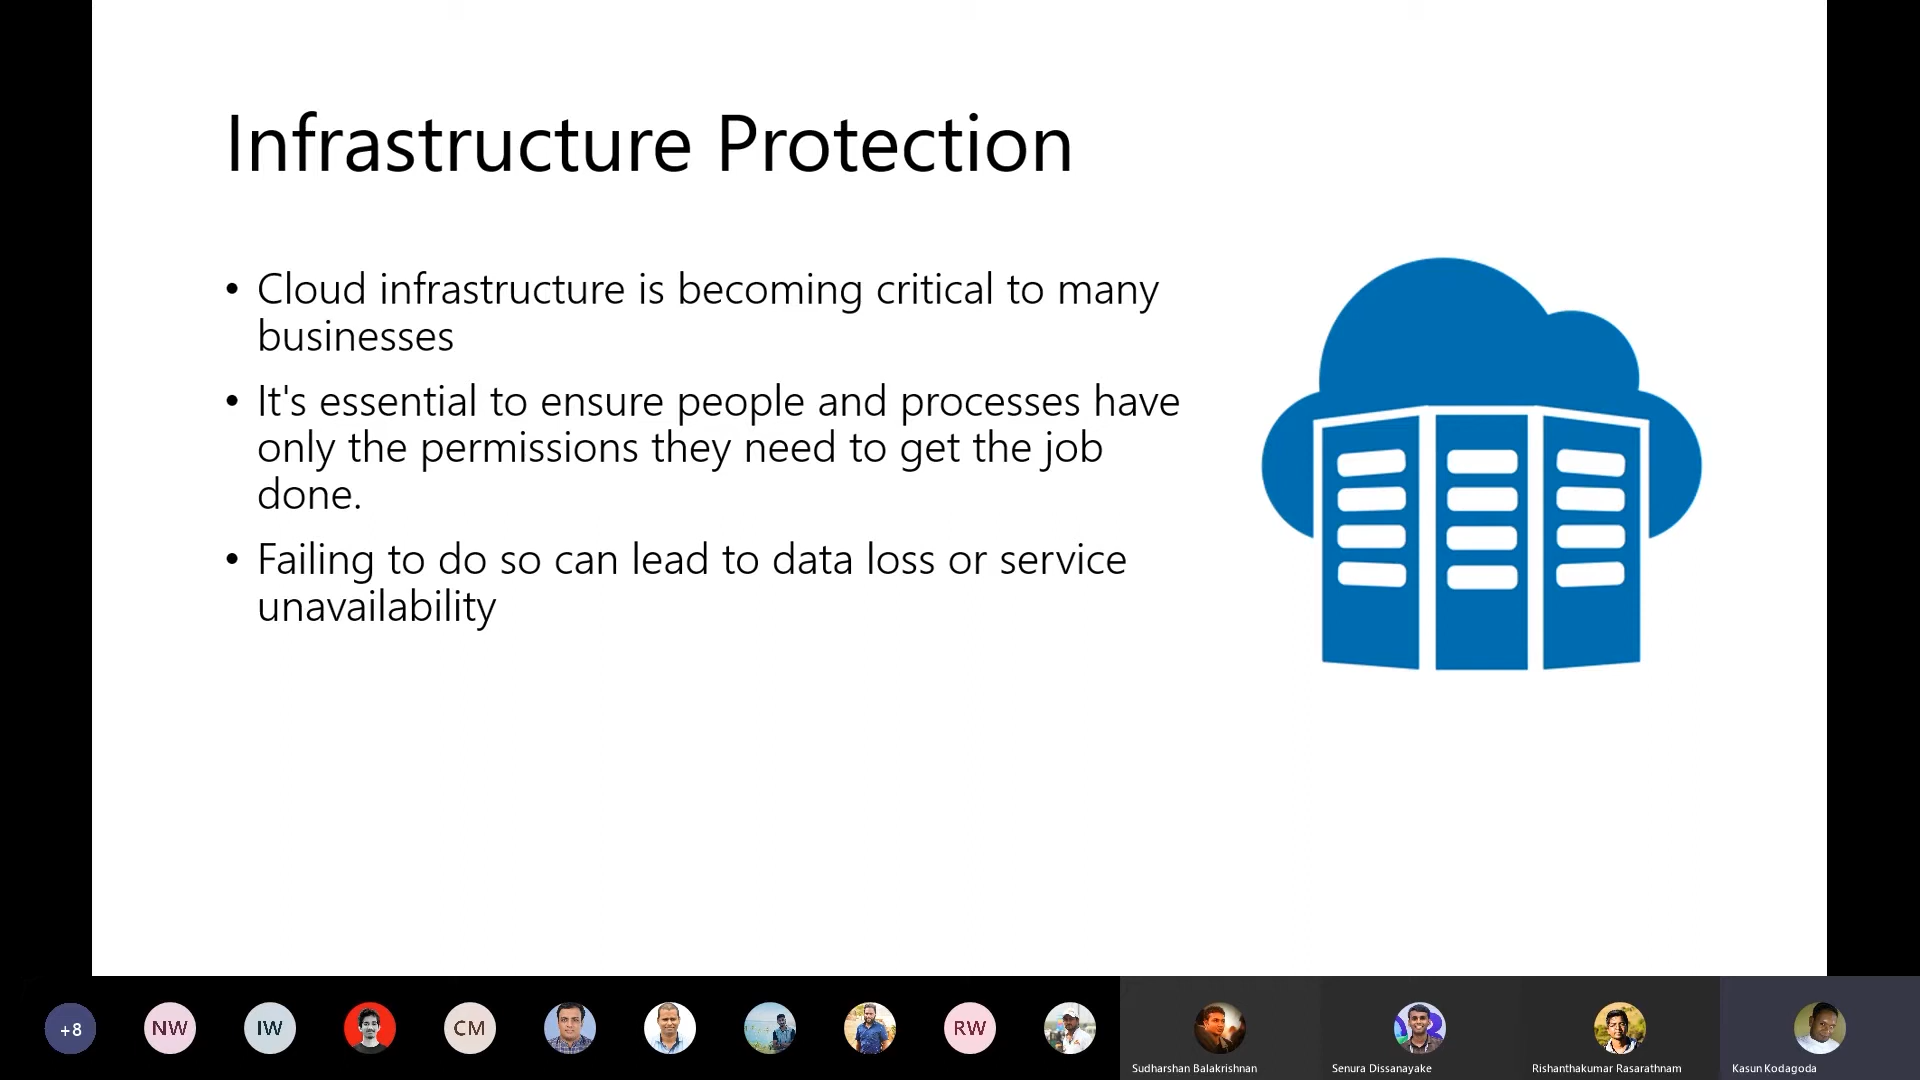 Infrastructure Protection
• Cloud infrastructure is becoming critical to many
businesses
• It's essential to ensure people and processes have
only the permissions they need to get the job
done.
• Failing to do so can lead to data loss or service
unavailability
+8
NW
IW
CM
RW
Sudharshan Balakrishnan
Senura Dissanayake
Rishanthakumar Rasarathnam
Kasun Kodagoda